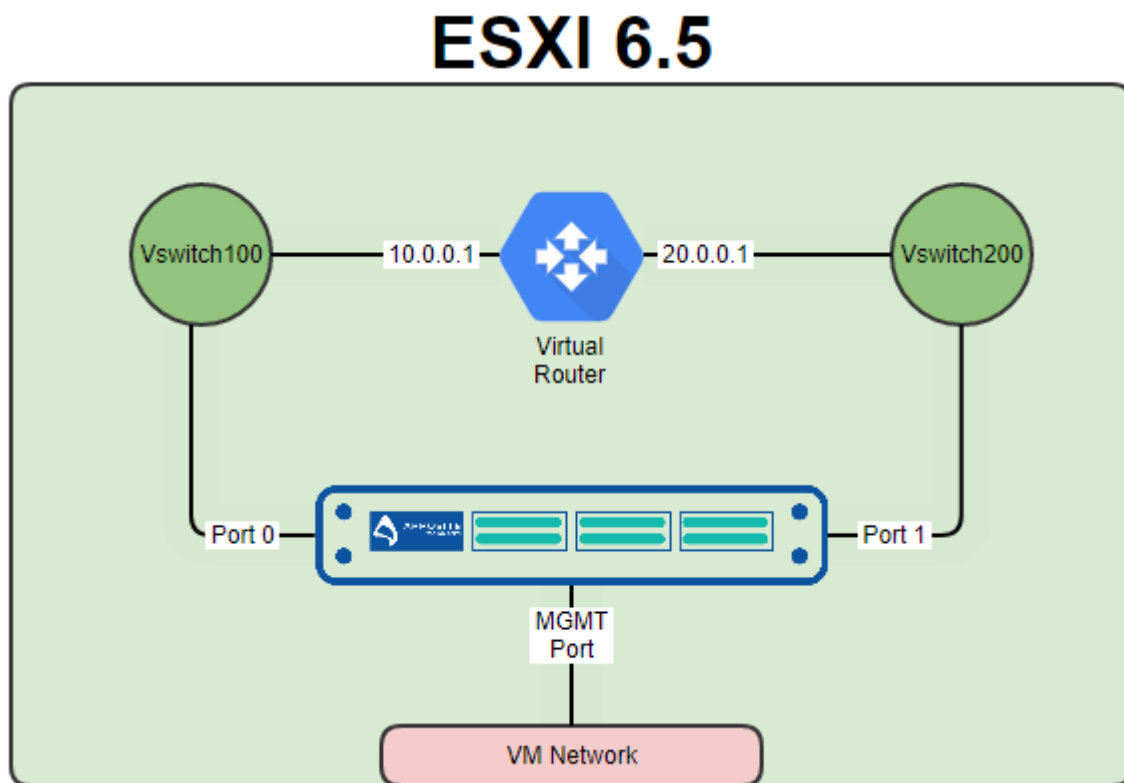 ESXI 6.5
Vswitch100
10.0.0.1
20.0.0.1
Vswitch200
Virtual
Router
Port 0
APPOSITE
Port 1
MGMT
Port
VM Network